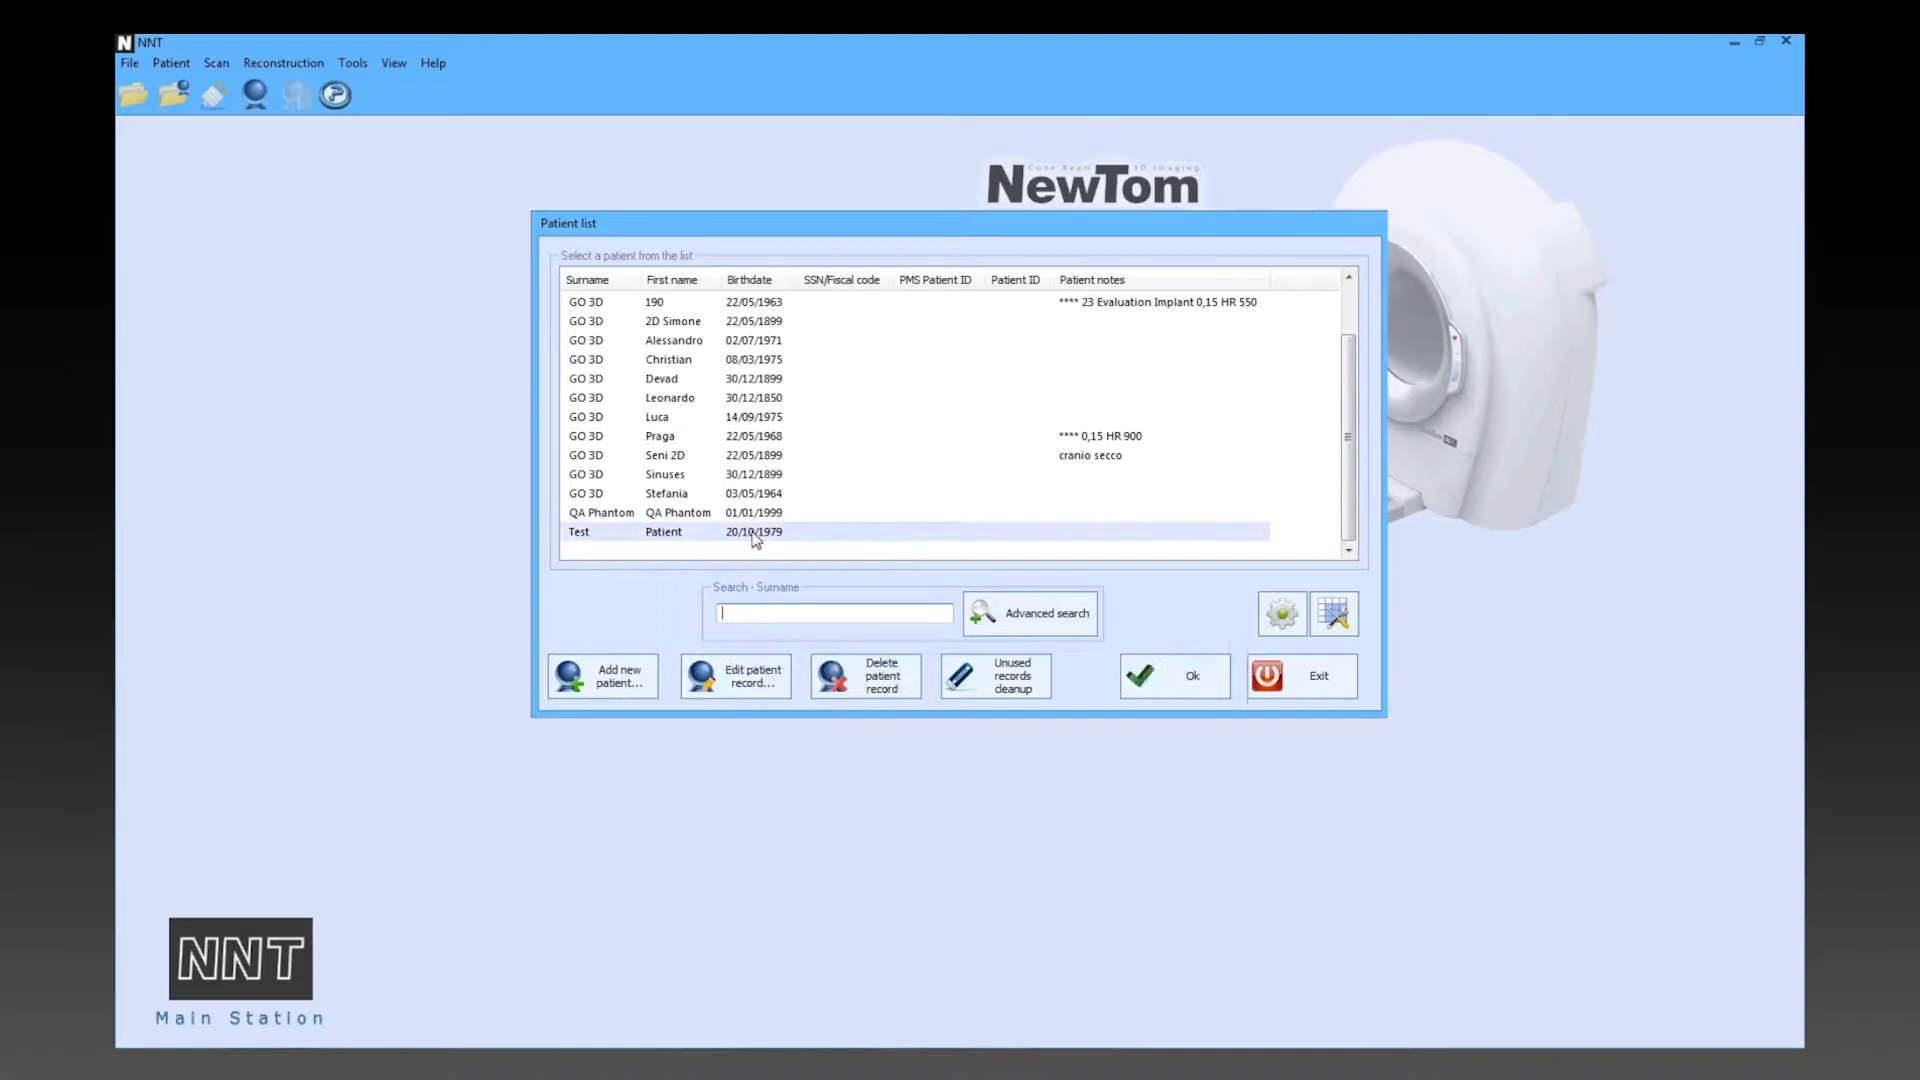 NNT
File Patient Scan Reconstruction Tools View Help
Cone Beam 3D Imaging
NewTom
Patient list
Select a patient from the list
Surname First name Birthdate SSN/Fiscal code PMS Patient ID Patient ID Patient notes
GO 3D 190 22/05/1963 **** 23 Evaluation Implant 0,15 HR 550
GO 3D 2D Simone 22/05/1899
GO 3D Alessandro 02/07/1971
GO 3D Christian 08/03/1975
GO 3D Devad 30/12/1899
GO 3D Leonardo 30/12/1850
GO 3D Luca 14/09/1975
GO 3D Praga 22/05/1968 **** 0,15 HR 900
GO 3D Seni 2D 22/05/1899 cranio secco
GO 3D Sinuses 30/12/1899
GO 3D Stefania 03/05/1964
QA Phantom QA Phantom 01/01/1999
Test Patient 20/10/1979
Search - Surname
Advanced search
Add new patient...
Edit patient record...
Delete patient record
Unused records cleanup
Ok
Exit
NNT
Main Station